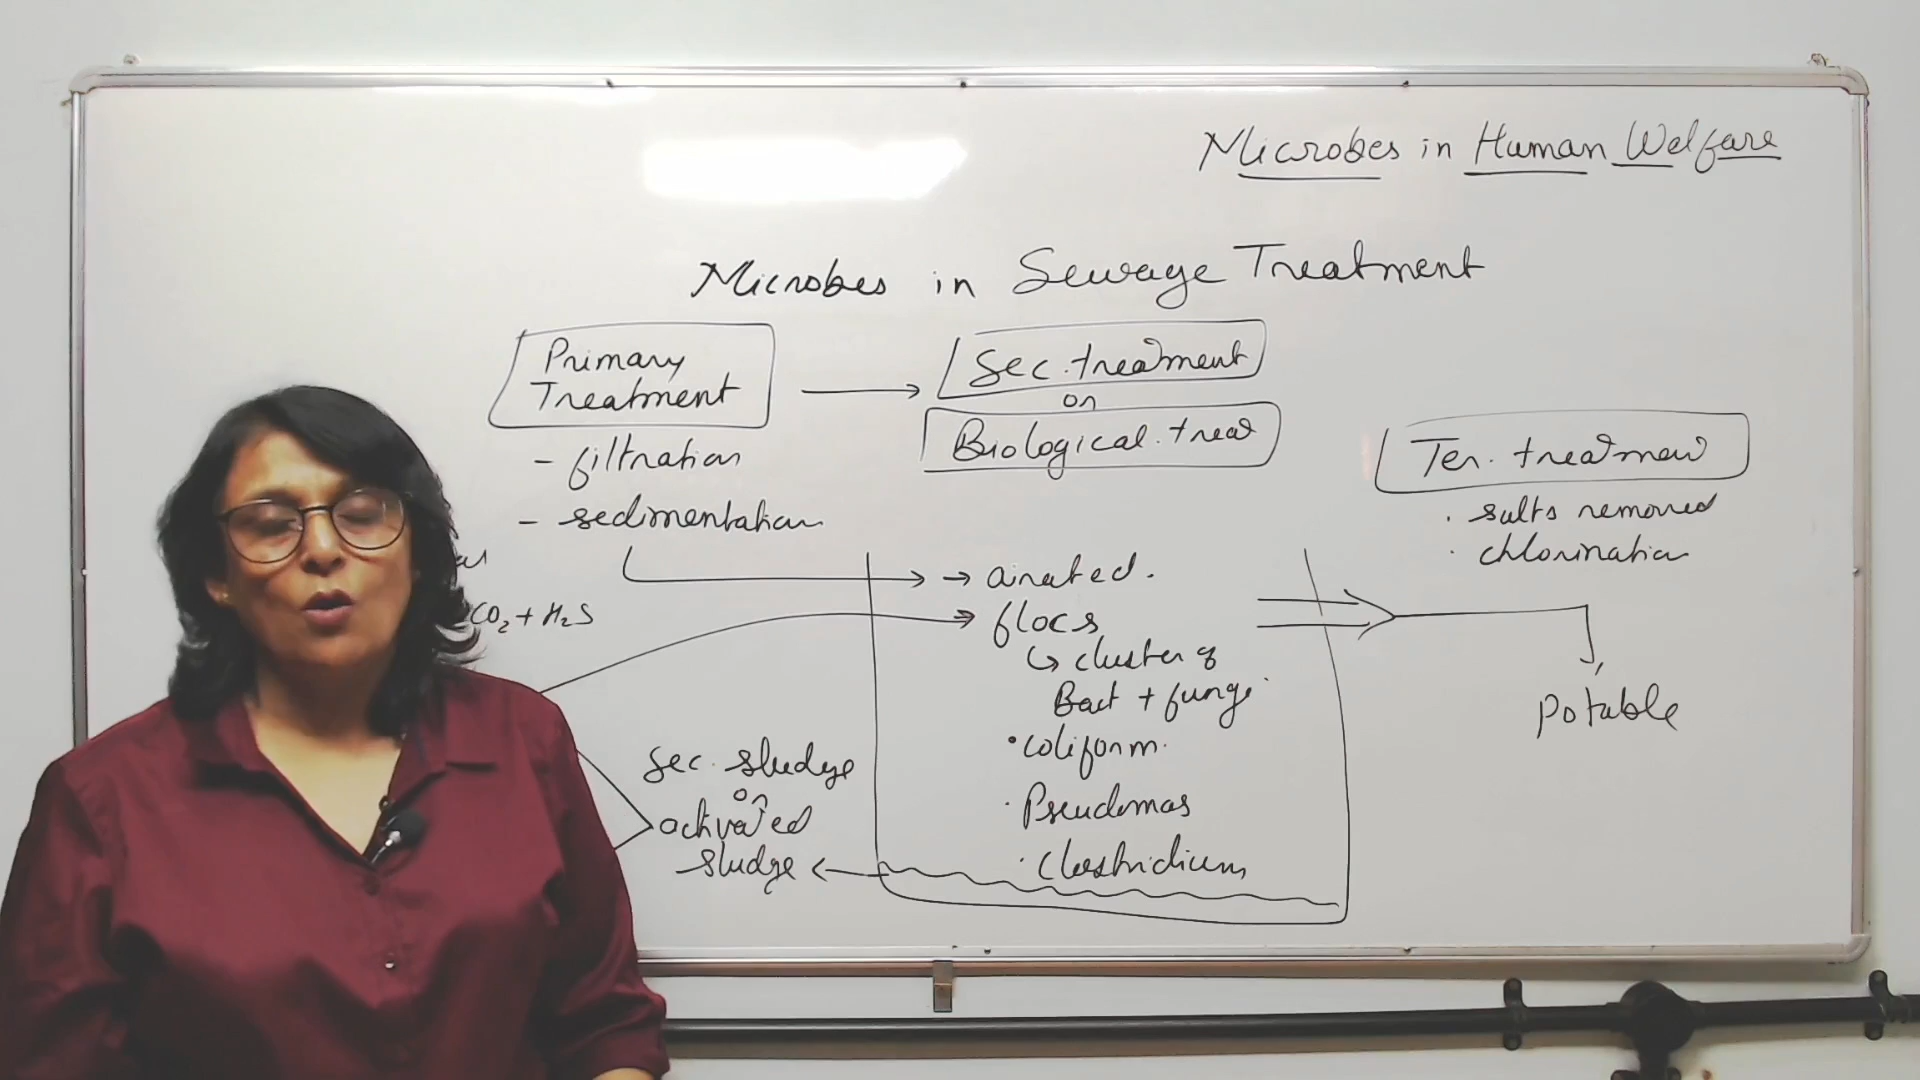 Microbes in Human Welfare
Microbes in Sewage Treatment
Primary
Treatment
- filtration
- sedimentation
CO₂ + H₂S
Sec. sludge
or
activated
sludge
Sec. treatment
or
Biological. treat
→ airated.
flocs
↳ cluster of
Bact + fungi
• coliform.
• Pseudomas
• Clostridium
Ter. treatment
• salts removed
• chlorination
Potable